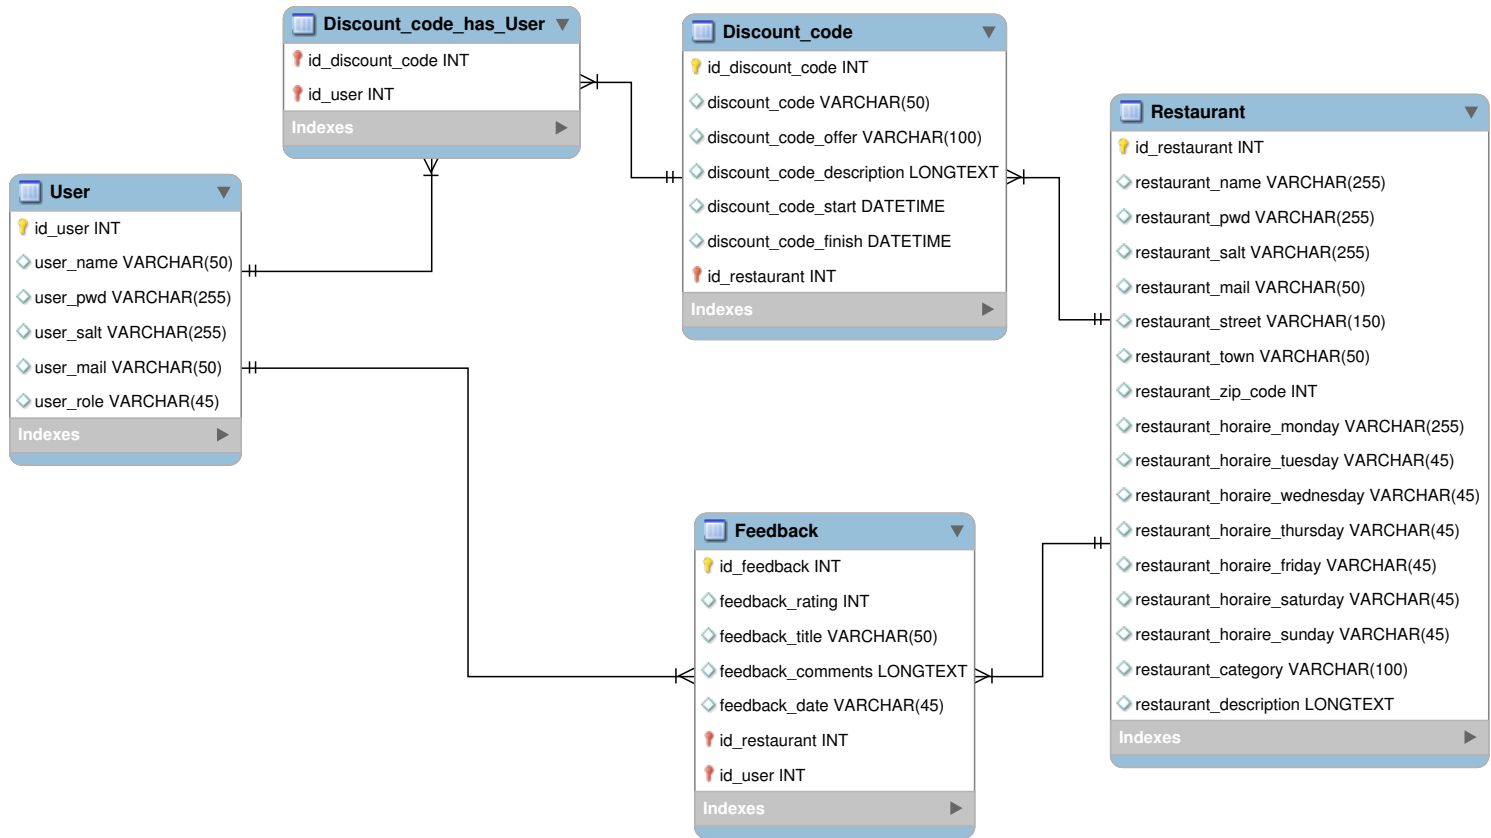 Discount_code_has_User
id_discount_code INT
id_user INT
Indexes
Discount_code
id_discount_code INT
discount_code VARCHAR(50)
discount_code_offer VARCHAR(100)
discount_code_description LONGTEXT
discount_code_start DATETIME
discount_code_finish DATETIME
id_restaurant INT
Indexes
Restaurant
id_restaurant INT
restaurant_name VARCHAR(255)
restaurant_pwd VARCHAR(255)
restaurant_salt VARCHAR(255)
restaurant_mail VARCHAR(50)
restaurant_street VARCHAR(150)
restaurant_town VARCHAR(50)
restaurant_zip_code INT
restaurant_horaire_monday VARCHAR(255)
restaurant_horaire_tuesday VARCHAR(45)
restaurant_horaire_wednesday VARCHAR(45)
restaurant_horaire_thursday VARCHAR(45)
restaurant_horaire_friday VARCHAR(45)
restaurant_horaire_saturday VARCHAR(45)
restaurant_horaire_sunday VARCHAR(45)
restaurant_category VARCHAR(100)
restaurant_description LONGTEXT
Indexes
User
id_user INT
user_name VARCHAR(50)
user_pwd VARCHAR(255)
user_salt VARCHAR(255)
user_mail VARCHAR(50)
user_role VARCHAR(45)
Indexes
Feedback
id_feedback INT
feedback_rating INT
feedback_title VARCHAR(50)
feedback_comments LONGTEXT
feedback_date VARCHAR(45)
id_restaurant INT
id_user INT
Indexes